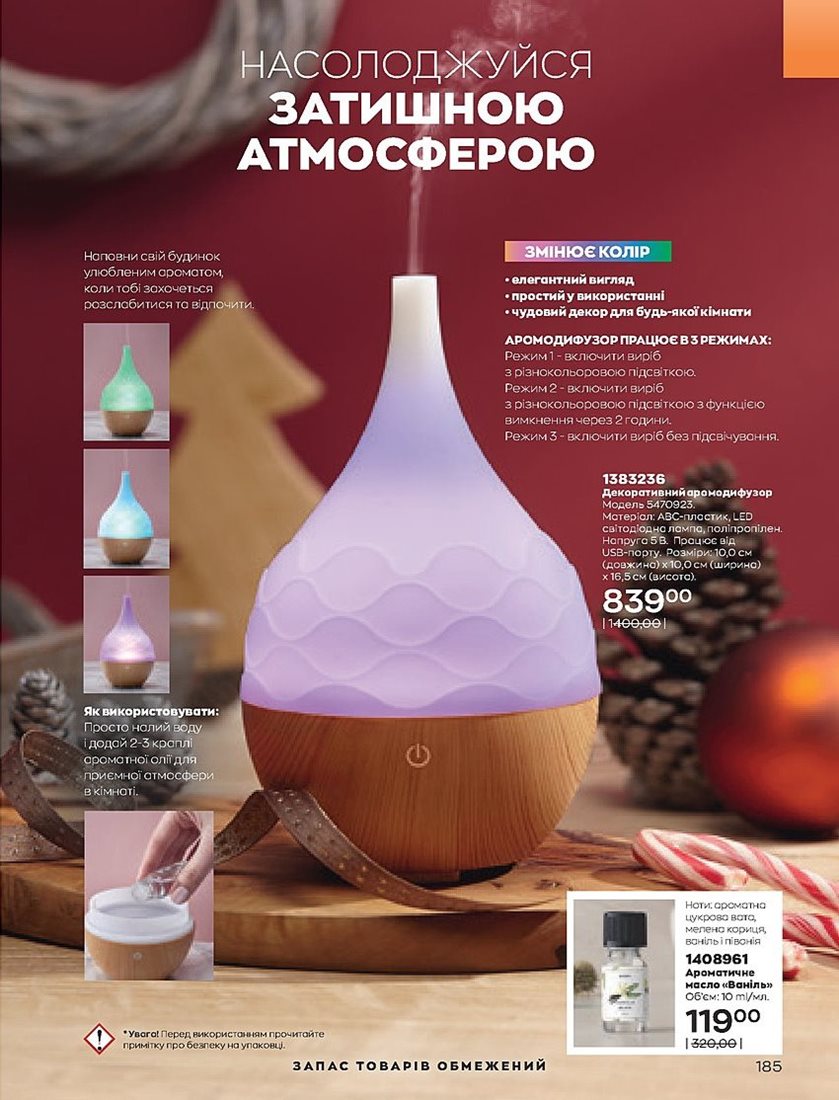 НАСОЛОДЖУЙСЯ
ЗАТИШНОЮ
АТМОСФЕРОЮ
Наповни свій будинок
улюбленим ароматом,
коли тобі захочеться
розслабитися та відпочити.
ЗМІНЮЄ КОЛІР
• елегантний вигляд
• простий у використанні
• чудовий декор для будь-якої кімнати
АРОМОДИФУЗОР ПРАЦЮЄ В 3 РЕЖИМАХ:
Режим 1 - включити виріб
з різнокольоровою підсвіткою.
Режим 2 - включити виріб
з різнокольоровою підсвіткою з функцією
вимкнення через 2 години.
Режим 3 - включити виріб без підсвічування.
1383236
Декоративний аромодифузор
Модель 5470923.
Матеріал: АВС-пластик, LED
світодіодна лампа, поліпропілен.
Напруга 5 В. Працює від
USB-порту. Розміри: 10,0 см
(довжина) х 10,0 см (ширина)
х 16,5 см (висота).
839⁰⁰
| 1400,00 |
Як використовувати:
Просто налий воду
і додай 2-3 краплі
ароматної олії для
приємної атмосфери
в кімнаті.
Ноти: ароматна
цукрова вата,
мелена кориця,
ваніль і півонія
1408961
Ароматичне
масло «Ваніль»
Об'єм: 10 ml/мл.
119⁰⁰
| 320,00 |
*Увага! Перед використанням прочитайте
примітку про безпеку на упаковці.
ЗАПАС ТОВАРІВ ОБМЕЖЕНИЙ
185